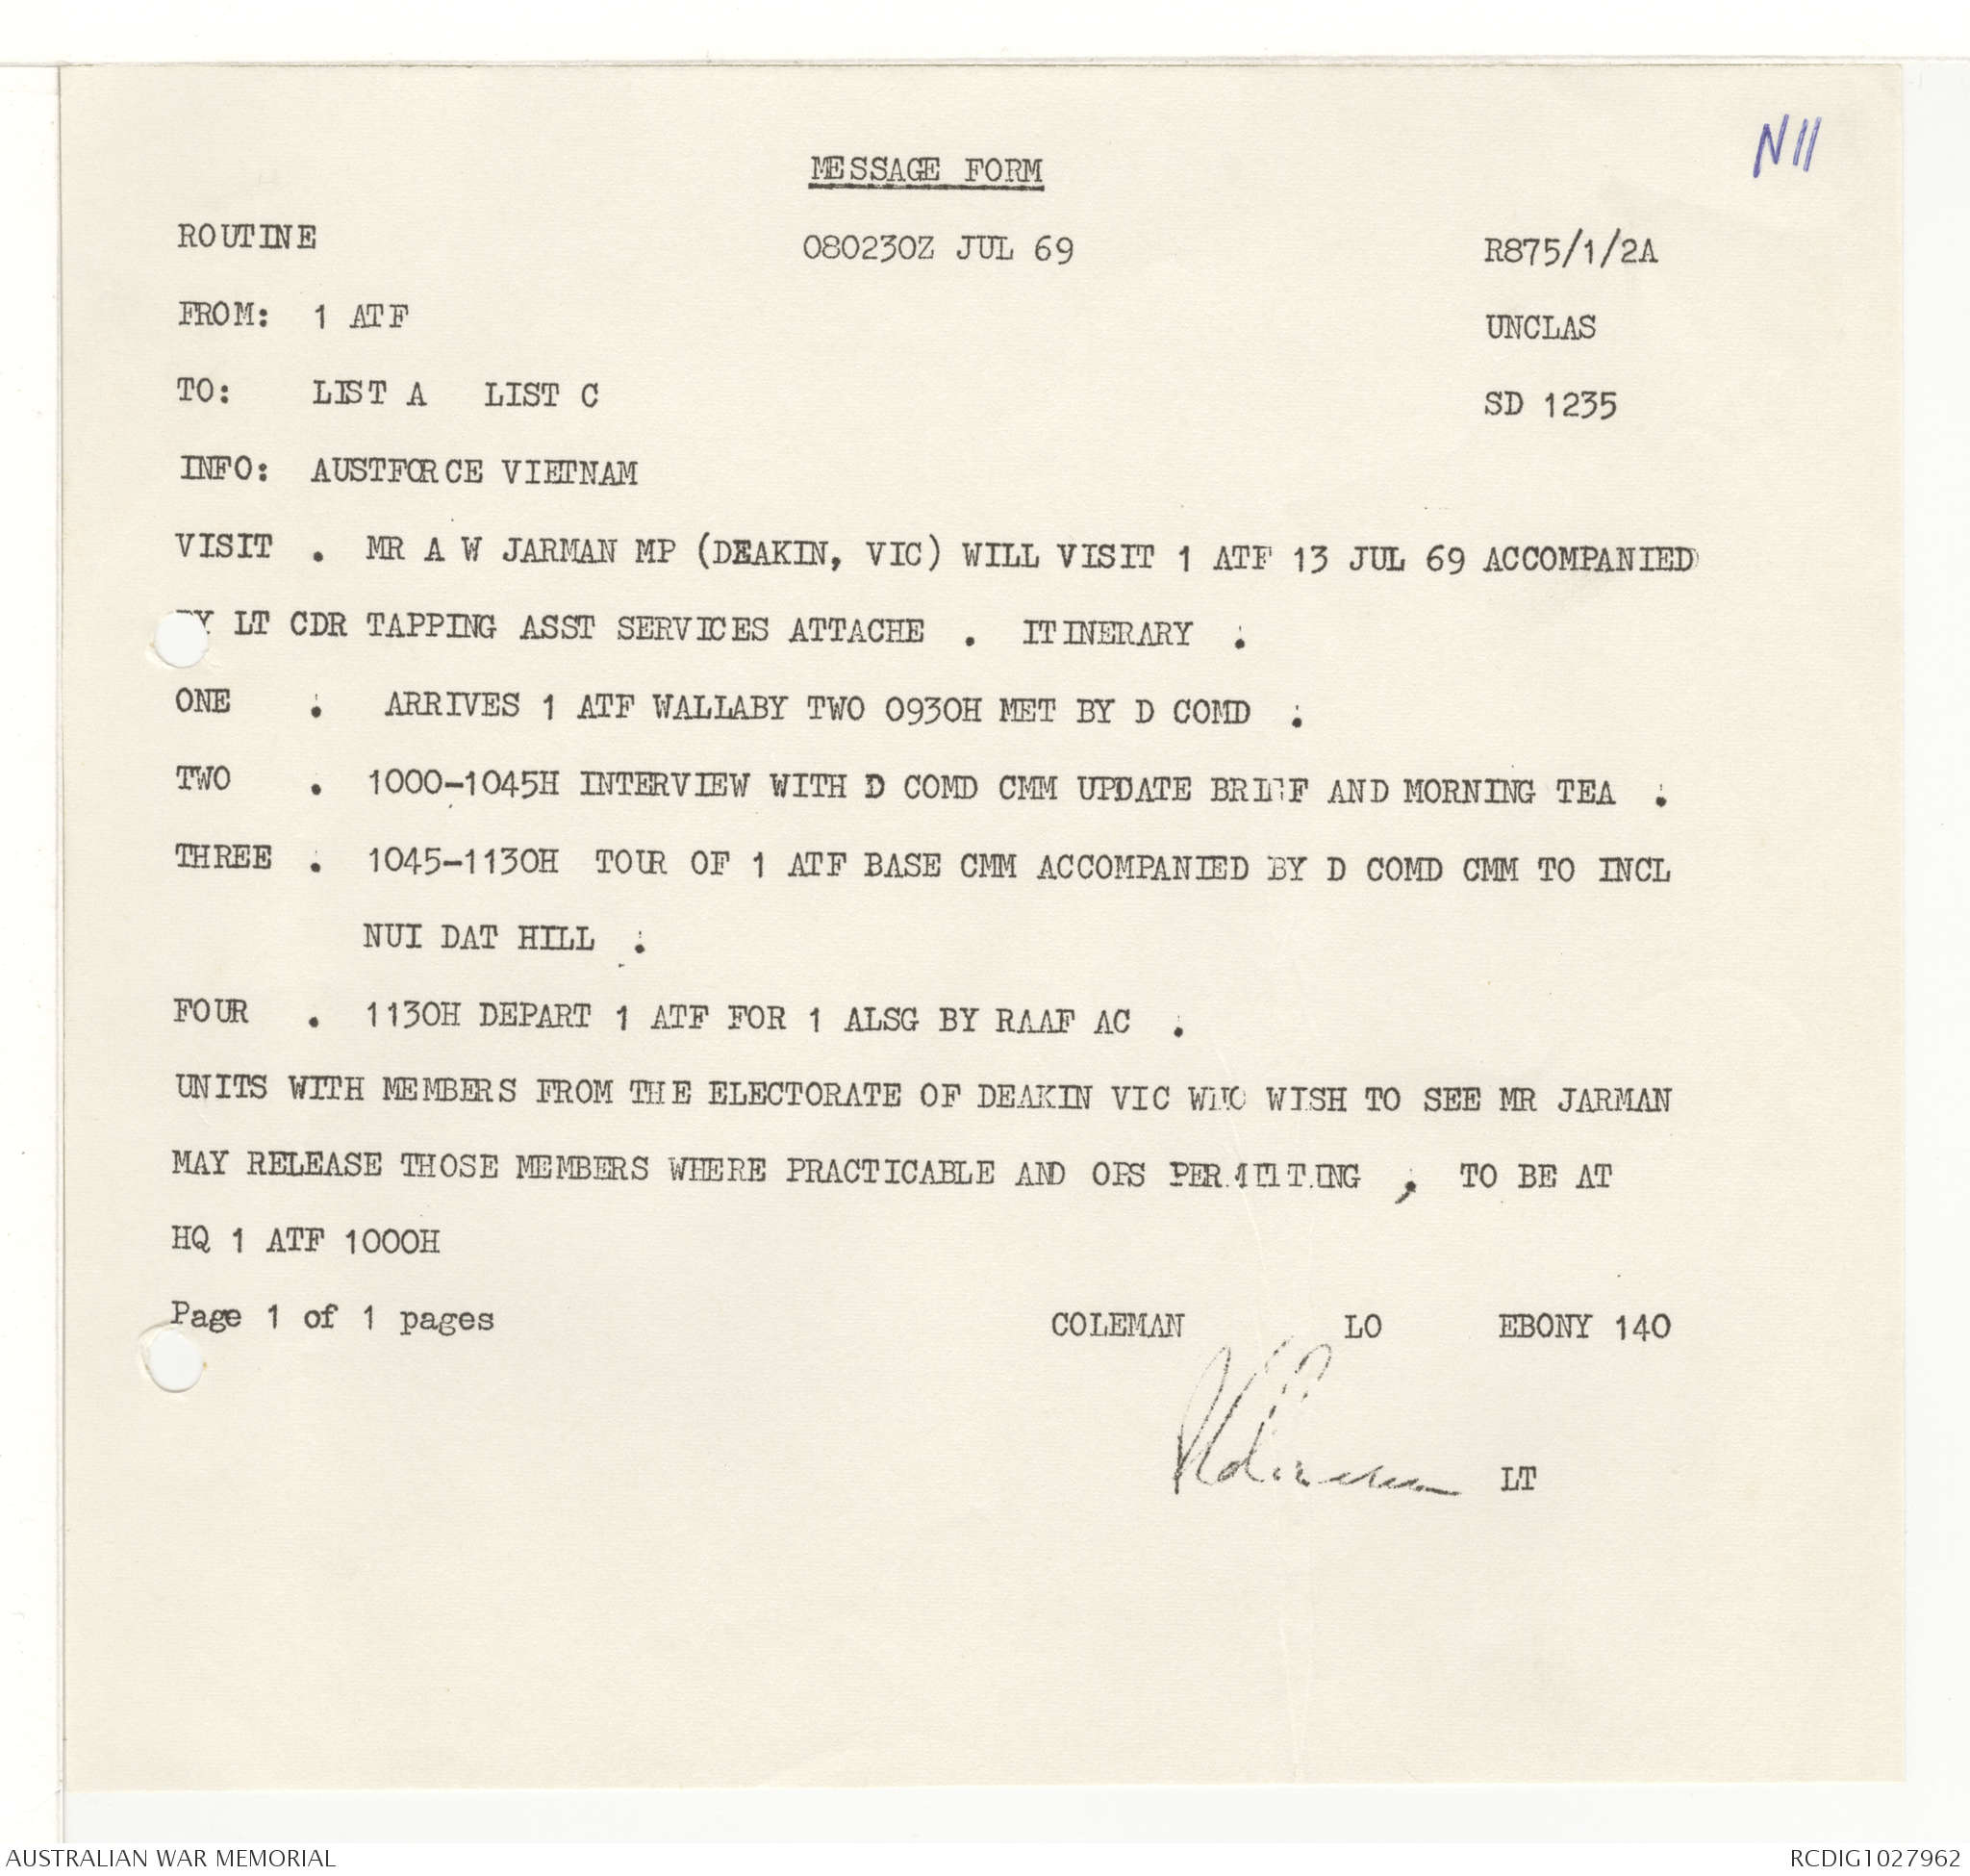 N11
MESSAGE FORM
ROUTINE 080230Z JUL 69 R875/1/2A
FROM: 1 ATF UNCLAS
TO: LIST A LIST C SD 1235
INFO: AUSTFORCE VIETNAM
VISIT . MR A W JARMAN MP (DEAKIN, VIC) WILL VISIT 1 ATF 13 JUL 69 ACCOMPANIED
BY LT CDR TAPPING ASST SERVICES ATTACHE . ITINERARY :
ONE : ARRIVES 1 ATF WALLABY TWO 0930H MET BY D COMD :
TWO . 1000-1045H INTERVIEW WITH D COMD CMM UPDATE BRIEF AND MORNING TEA .
THREE . 1045-1130H TOUR OF 1 ATF BASE CMM ACCOMPANIED BY D COMD CMM TO INCL
NUI DAT HILL :
FOUR . 1130H DEPART 1 ATF FOR 1 ALSG BY RAAF AC .
UNITS WITH MEMBERS FROM THE ELECTORATE OF DEAKIN VIC WHO WISH TO SEE MR JARMAN
MAY RELEASE THOSE MEMBERS WHERE PRACTICABLE AND OPS PERMITTING , TO BE AT
HQ 1 ATF 1000H
Page 1 of 1 pages COLEMAN LO EBONY 140
LT
AUSTRALIAN WAR MEMORIAL RCDIG1027962